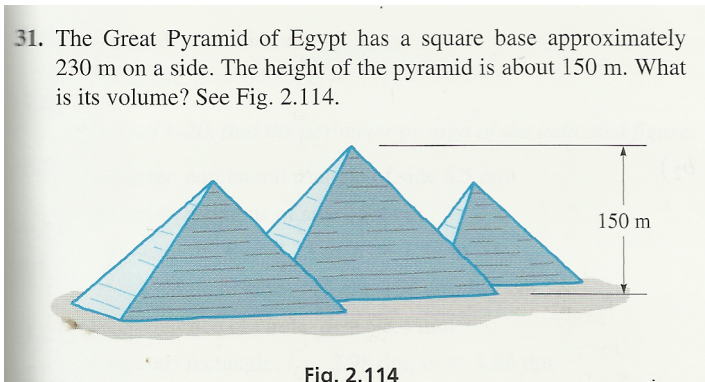 31. The Great Pyramid of Egypt has a square base approximately
230 m on a side. The height of the pyramid is about 150 m. What
is its volume? See Fig. 2.114.
150 m
Fig. 2.114